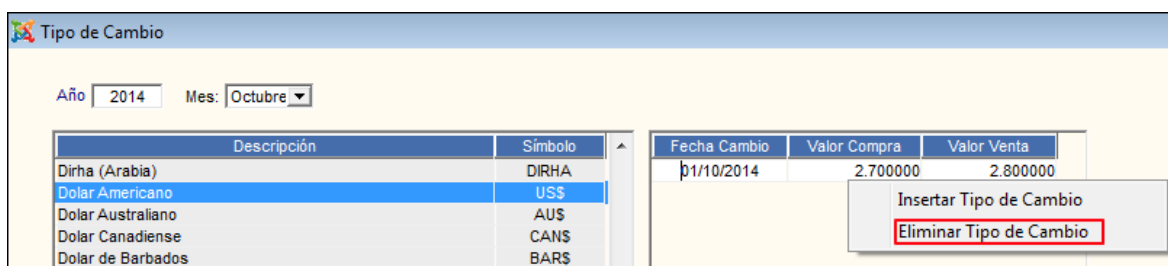 Tipo de Cambio
Año 2014 Mes: Octubre
Descripción Símbolo Fecha Cambio Valor Compra Valor Venta
Dirha (Arabia) DIRHA 01/10/2014 2.700000 2.800000
Dolar Americano US$
Insertar Tipo de Cambio
Dolar Australiano AU$
Dolar Canadiense CAN$ Eliminar Tipo de Cambio
Dolar de Barbados BAR$